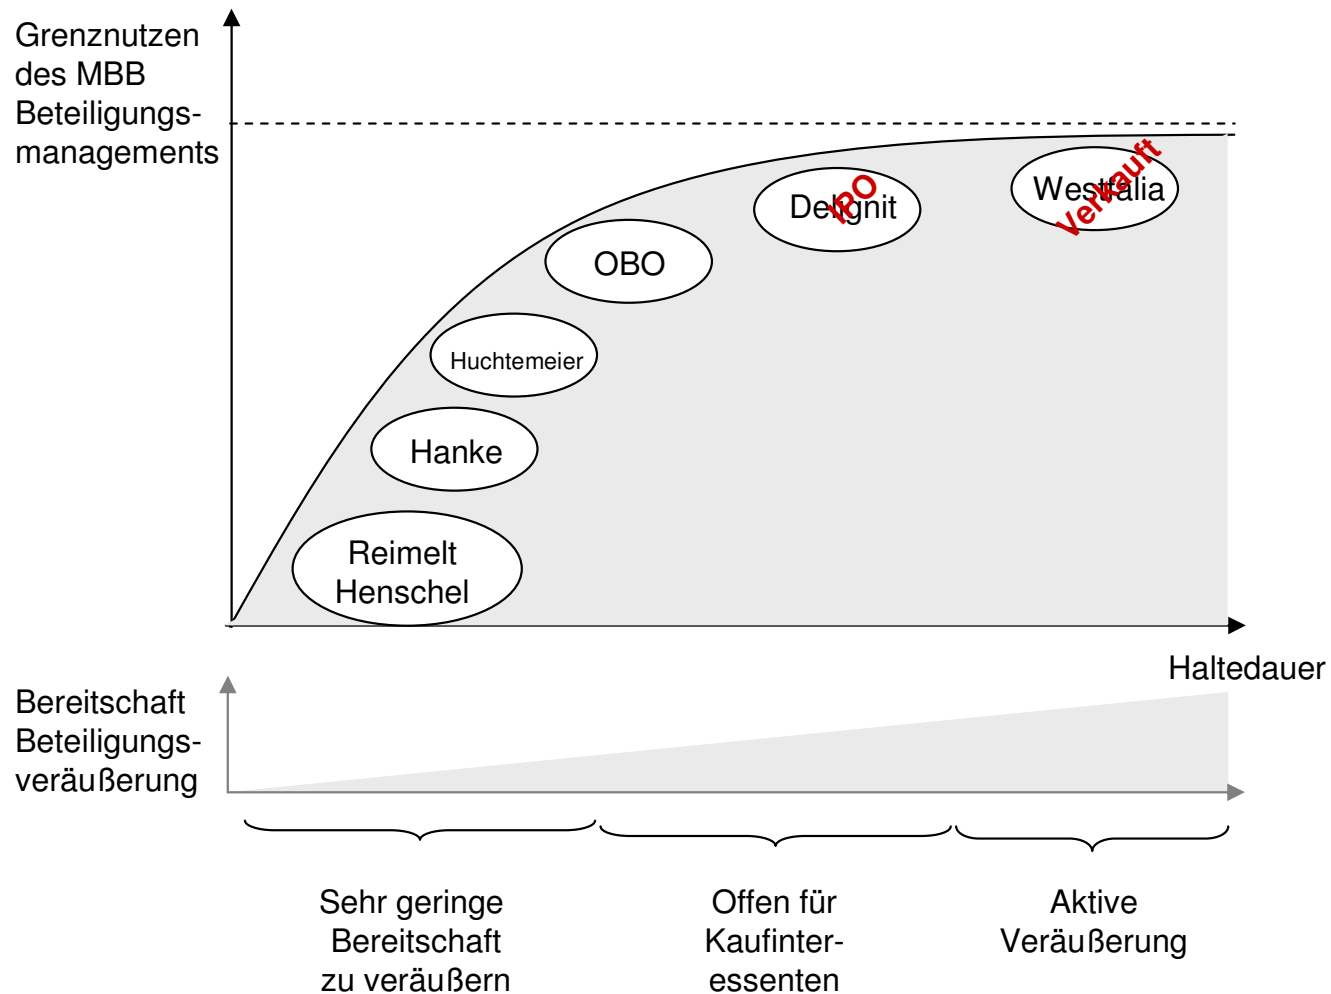 Grenznutzen
des MBB
Beteiligungs-
managements
Westfalia
Verkauft
Delignit
IPO
OBO
Huchtemeier
Hanke
Reimelt
Henschel
Haltedauer
Bereitschaft
Beteiligungs-
veräußerung
Sehr geringe
Bereitschaft
zu veräußern
Offen für
Kaufinter-
essenten
Aktive
Veräußerung